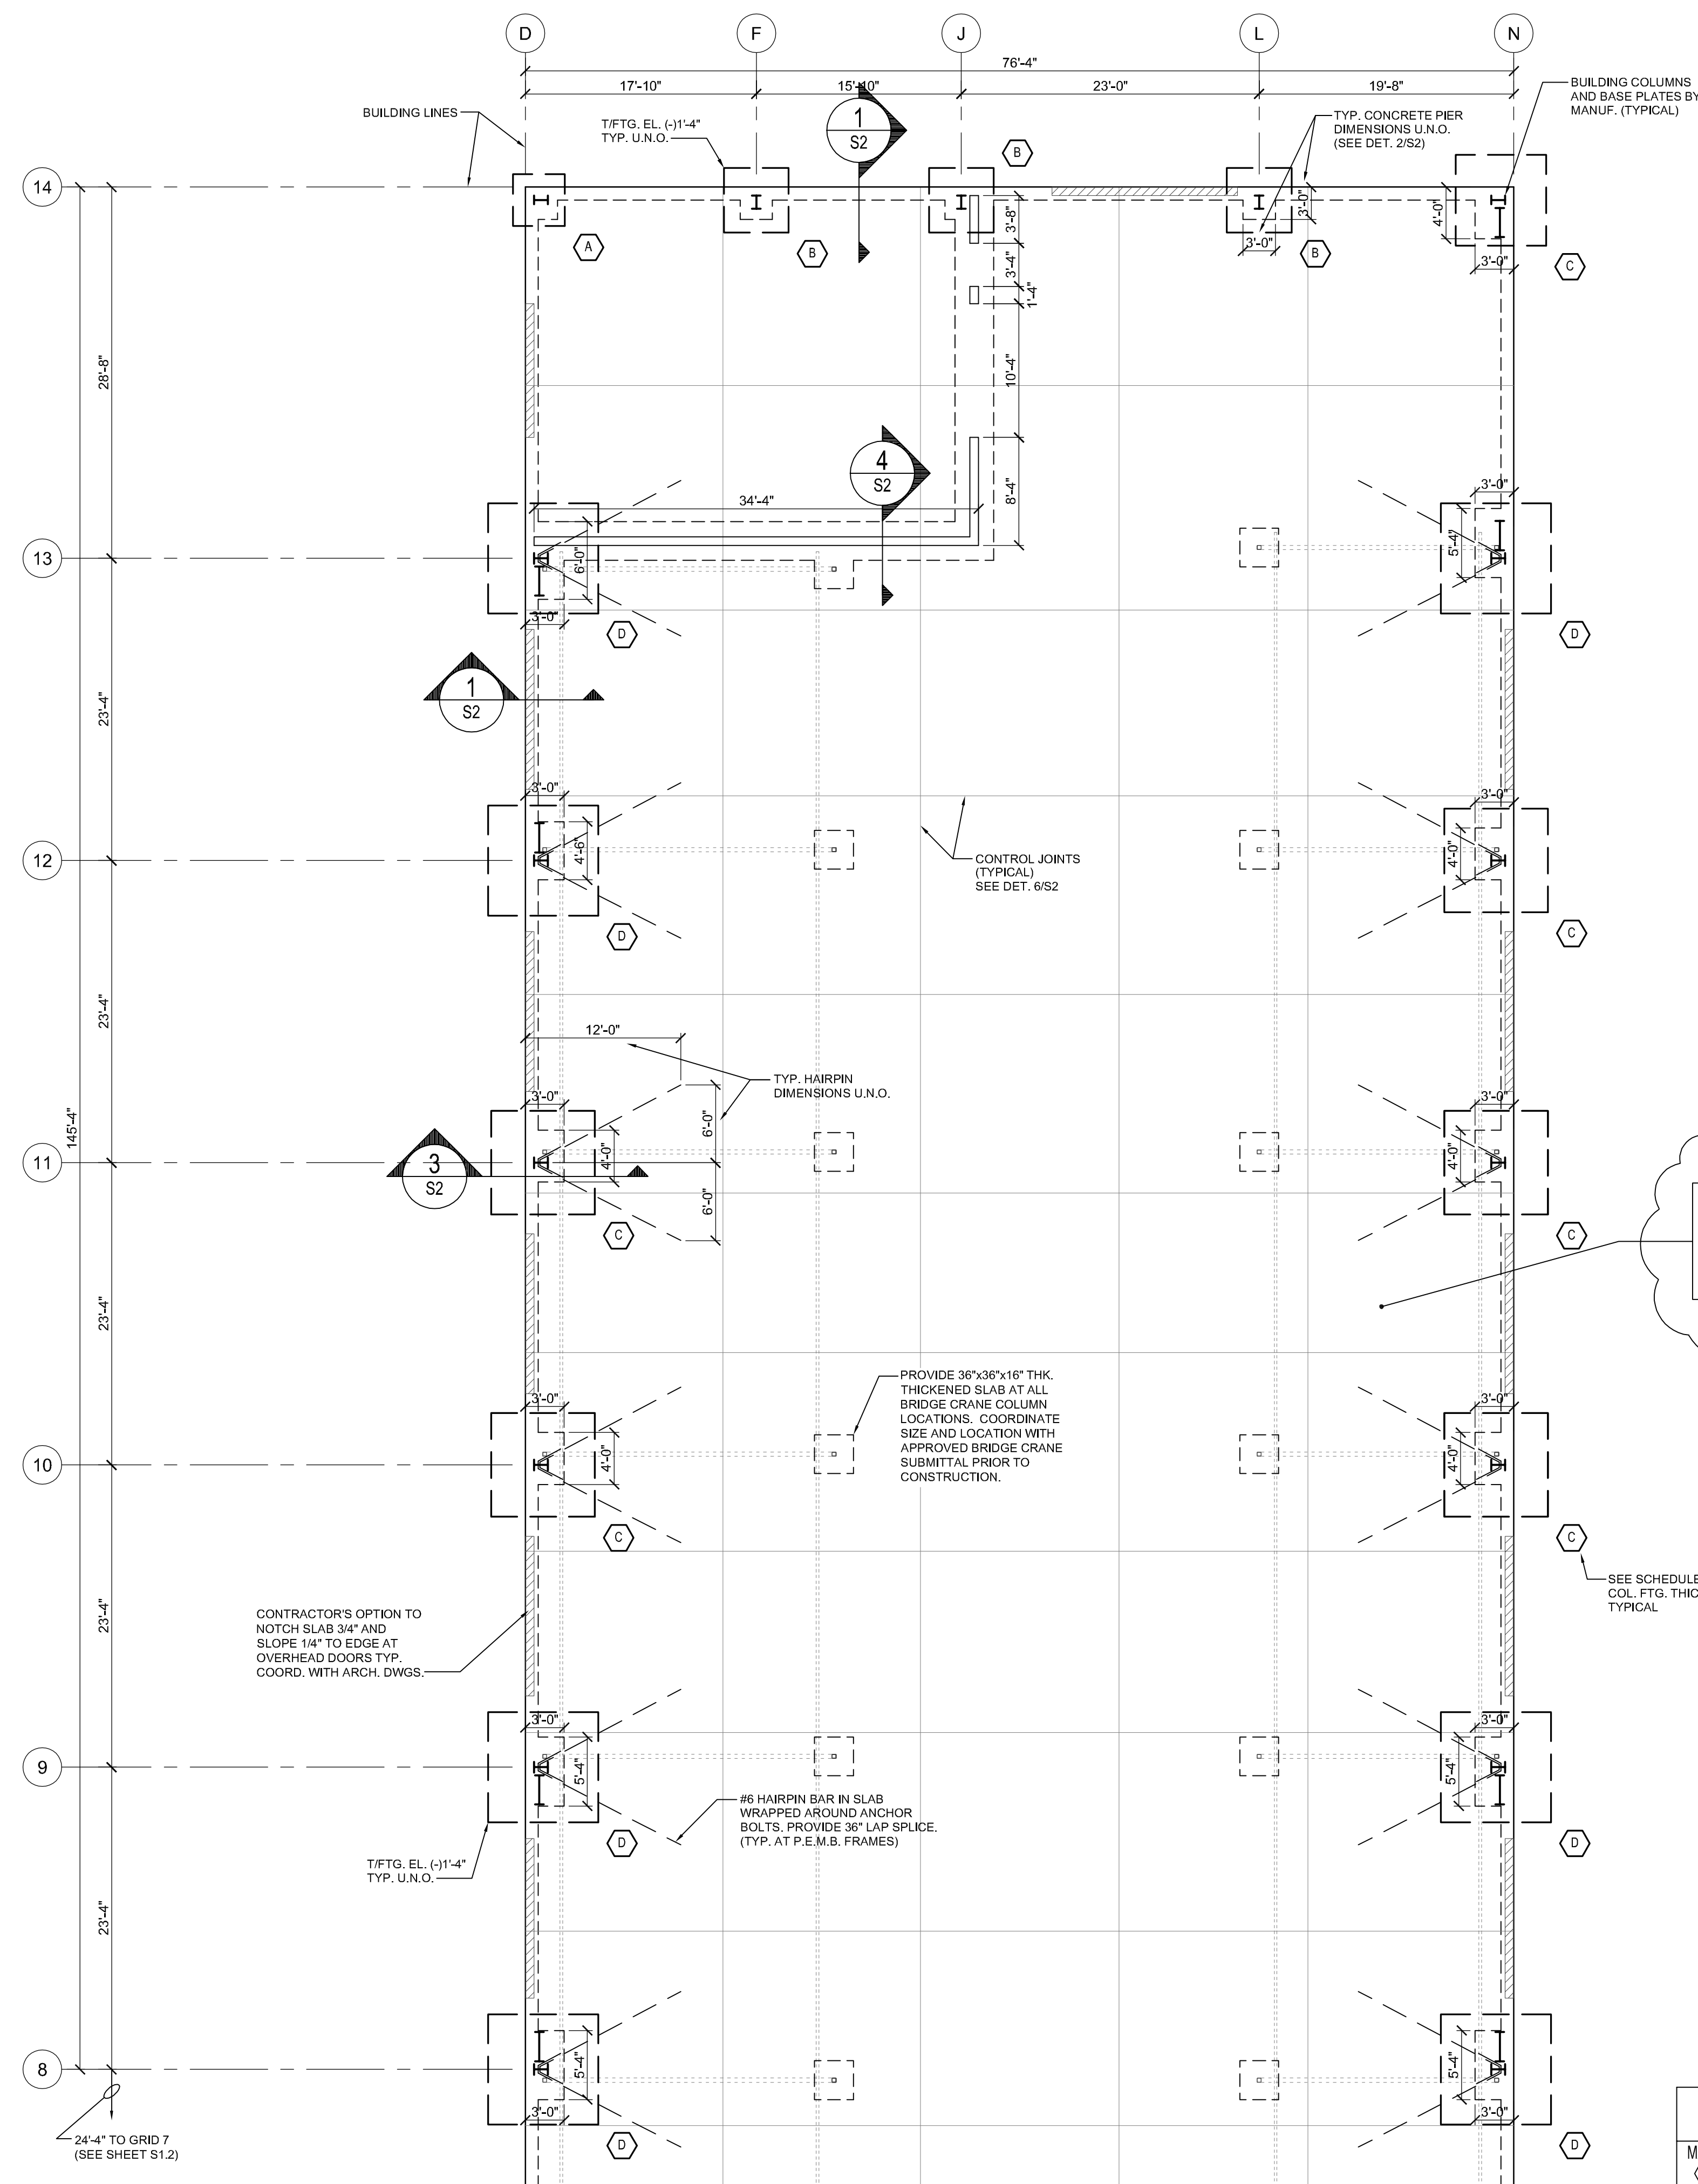 D
F
J
L
N
76'-4"
17'-10"
15'-10"
23'-0"
19'-8"
BUILDING LINES
T/FTG. EL. (-)1'-4"
TYP. U.N.O.
1
S2
B
TYP. CONCRETE PIER
DIMENSIONS U.N.O.
(SEE DET. 2/S2)
BUILDING COLUMNS
AND BASE PLATES BY
MANUF. (TYPICAL)
14
A
B
3'-8"
3'-4"
1'-4"
3'-0"
3'-0"
B
4'-0"
3'-0"
C
28'-8"
10'-4"
4
S2
8'-4"
34'-4"
13
6'-0"
3'-0"
D
3'-0"
5'-4"
D
23'-4"
1
S2
3'-0"
3'-0"
12
4'-6"
4'-0"
D
C
CONTROL JOINTS
(TYPICAL)
SEE DET. 6/S2
23'-4"
12'-0"
TYP. HAIRPIN
DIMENSIONS U.N.O.
145'-4"
3'-0"
6'-0"
3'-0"
11
3
S2
4'-0"
6'-0"
4'-0"
C
C
23'-4"
PROVIDE 36"x36"x16" THK.
THICKENED SLAB AT ALL
BRIDGE CRANE COLUMN
LOCATIONS. COORDINATE
SIZE AND LOCATION WITH
APPROVED BRIDGE CRANE
SUBMITTAL PRIOR TO
CONSTRUCTION.
3'-0"
3'-0"
10
4'-0"
4'-0"
C
C
SEE SCHEDULE
COL. FTG. THIC
TYPICAL
23'-4"
CONTRACTOR'S OPTION TO
NOTCH SLAB 3/4" AND
SLOPE 1/4" TO EDGE AT
OVERHEAD DOORS TYP.
COORD. WITH ARCH. DWGS.
3'-0"
3'-0"
9
5'-4"
5'-4"
#6 HAIRPIN BAR IN SLAB
WRAPPED AROUND ANCHOR
BOLTS. PROVIDE 36" LAP SPLICE.
(TYP. AT P.E.M.B. FRAMES)
D
D
T/FTG. EL. (-)1'-4"
TYP. U.N.O.
23'-4"
8
5'-4"
5'-4"
3'-0"
3'-0"
D
D
24'-4" TO GRID 7
(SEE SHEET S1.2)
M